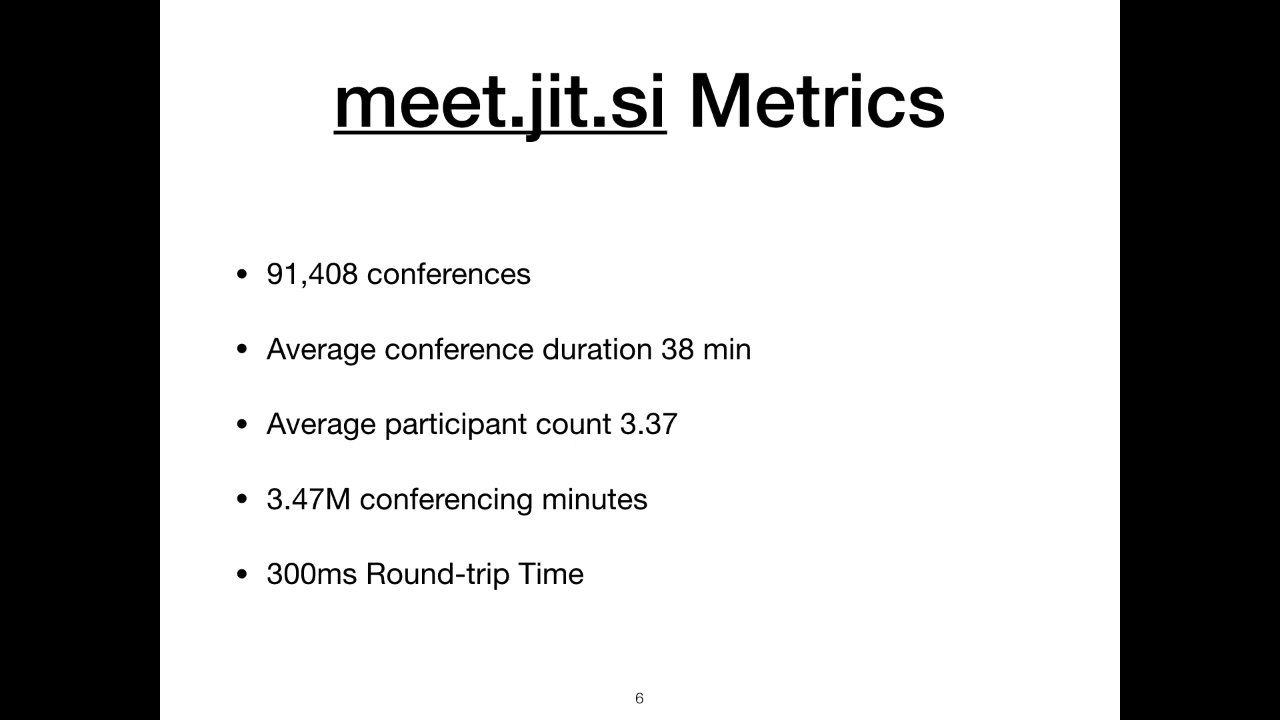 meet.jit.si Metrics
• 91,408 conferences
• Average conference duration 38 min
• Average participant count 3.37
• 3.47M conferencing minutes
• 300ms Round-trip Time
6